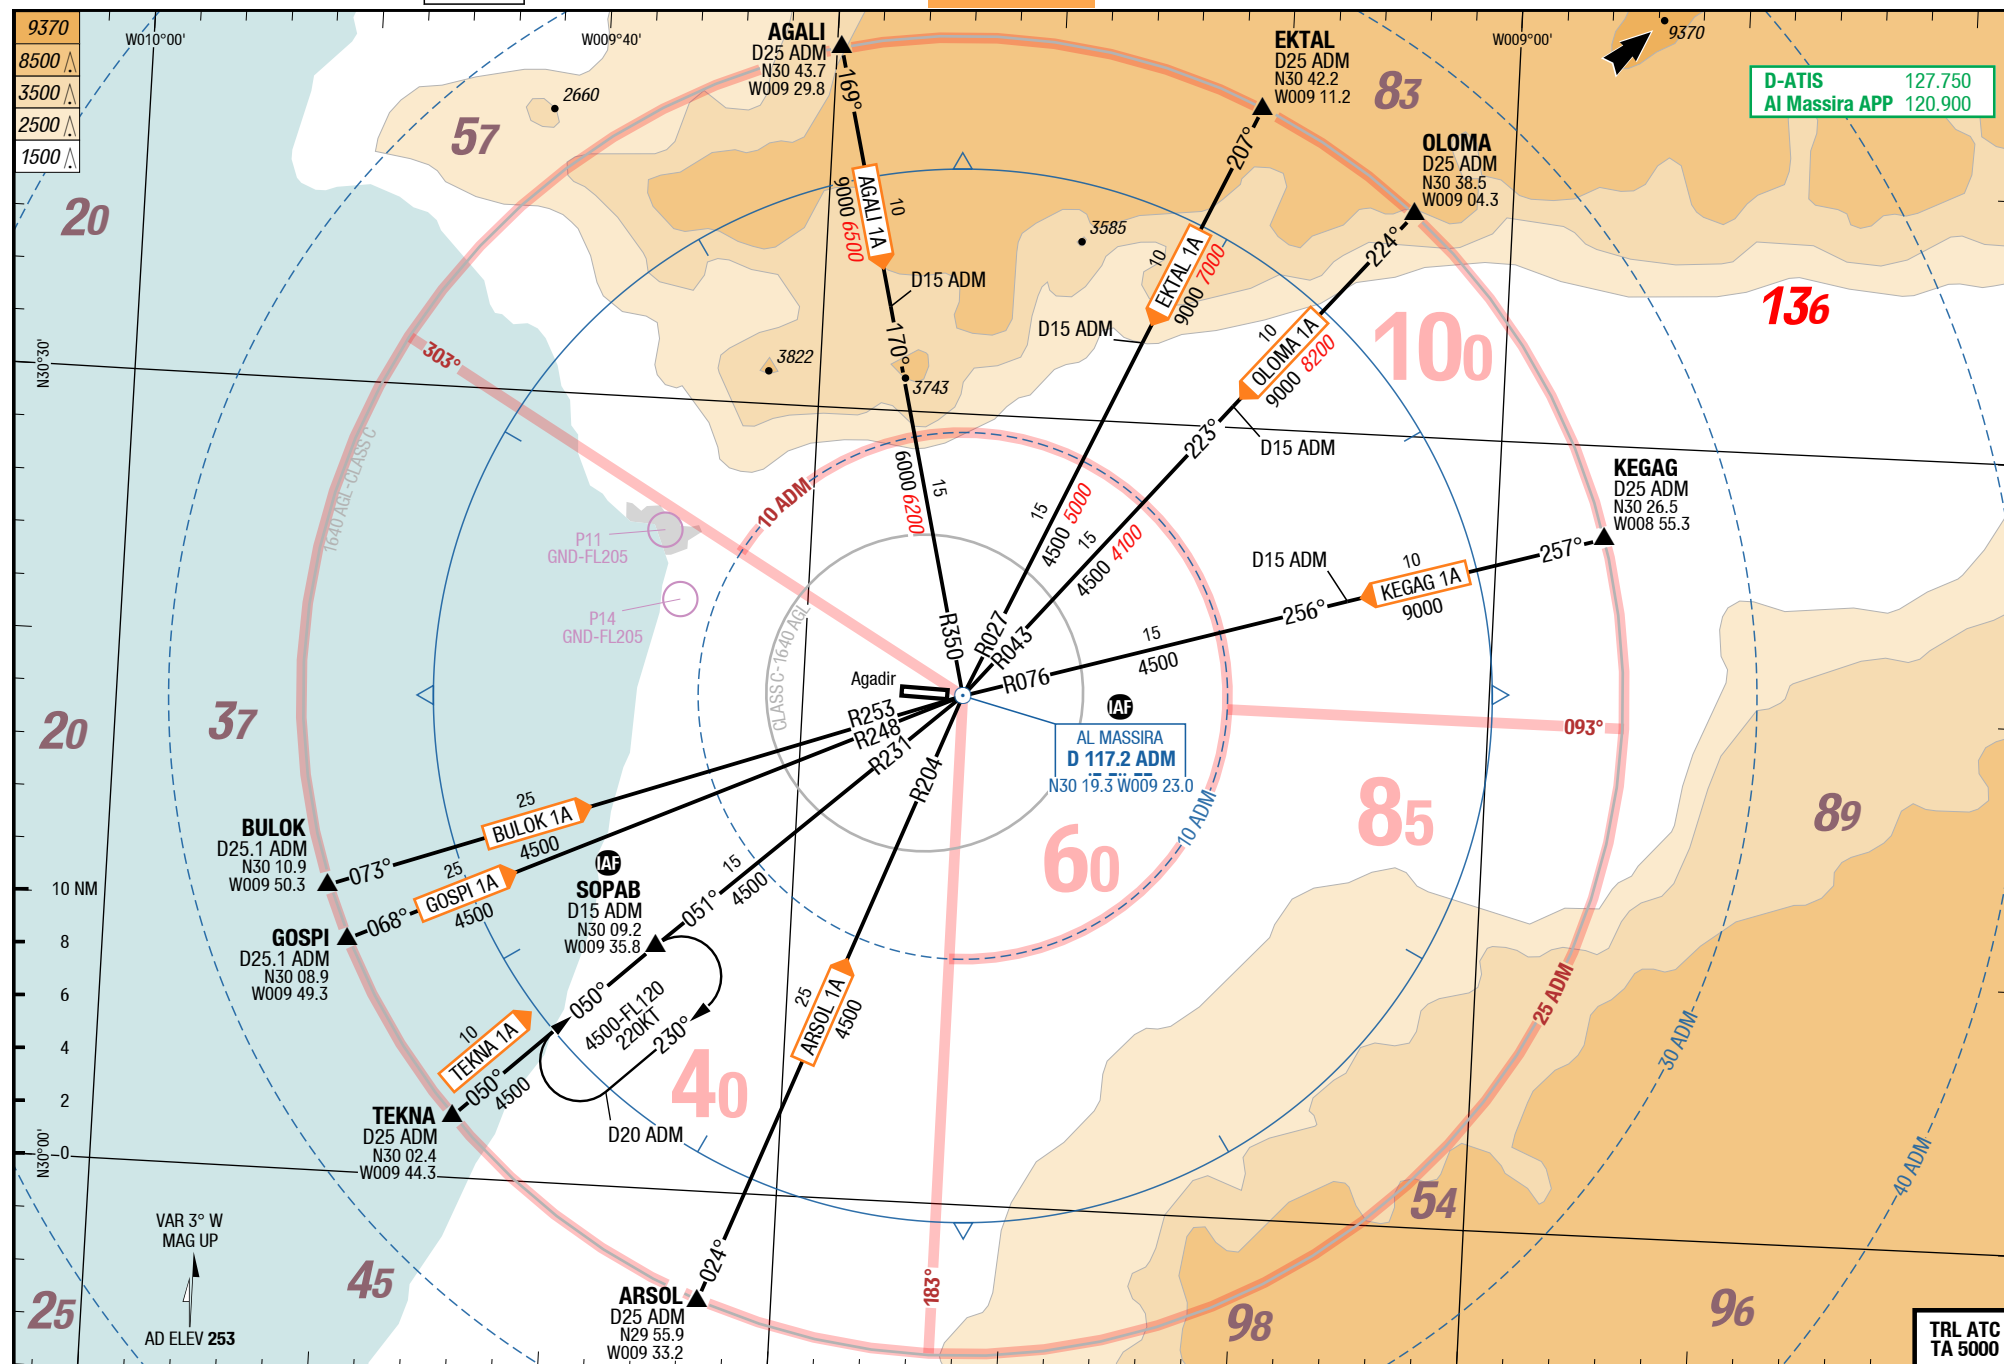 9370
8500
3500
2500
1500
W010°00'
W009°40'
W009°00'
9370
D-ATIS 127.750
Al Massira APP 120.900
AGALI
D25 ADM
N30 43.7
W009 29.8
EKTAL
D25 ADM
N30 42.2
W009 11.2
83
OLOMA
D25 ADM
N30 38.5
W009 04.3
2660
57
20
169°
AGALI 1A
10
9000 6500
D15 ADM
170°
3585
207°
EKTAL 1A
10
9000 7000
D15 ADM
224°
OLOMA 1A
10
9000 8200
D15 ADM
223°
136
100
N30°30'
303°
3822
3743
1640 AGL-CLASS C
10 ADM
6000 6200
15
15
4500 5000
15
4500 4100
KEGAG
D25 ADM
N30 26.5
W008 55.3
257°
D15 ADM
10
KEGAG 1A
9000
256°
15
4500
P11
GND-FL205
P14
GND-FL205
CLASS C-1640 AGL
R350
R027
R043
R076
Agadir
IAF
AL MASSIRA
D 117.2 ADM
N30 19.3 W009 23.0
093°
20
37
R253
R248
R231
R204
85
89
60
10 ADM
BULOK
D25.1 ADM
N30 10.9
W009 50.3
073°
25
BULOK 1A
4500
GOSPI
D25.1 ADM
N30 08.9
W009 49.3
068°
25
GOSPI 1A
4500
IAF
SOPAB
D15 ADM
N30 09.2
W009 35.8
051°
15
4500
10 NM
8
6
4
2
0
N30°00'
050°
4500-FL120
220KT
230°
10
TEKNA 1A
050°
4500
TEKNA
D25 ADM
N30 02.4
W009 44.3
D20 ADM
40
25
ARSOL 1A
4500
024°
ARSOL
D25 ADM
N29 55.9
W009 33.2
183°
25 ADM
30 ADM
40 ADM
54
98
96
45
25
VAR 3° W
MAG UP
AD ELEV 253
TRL ATC
TA 5000